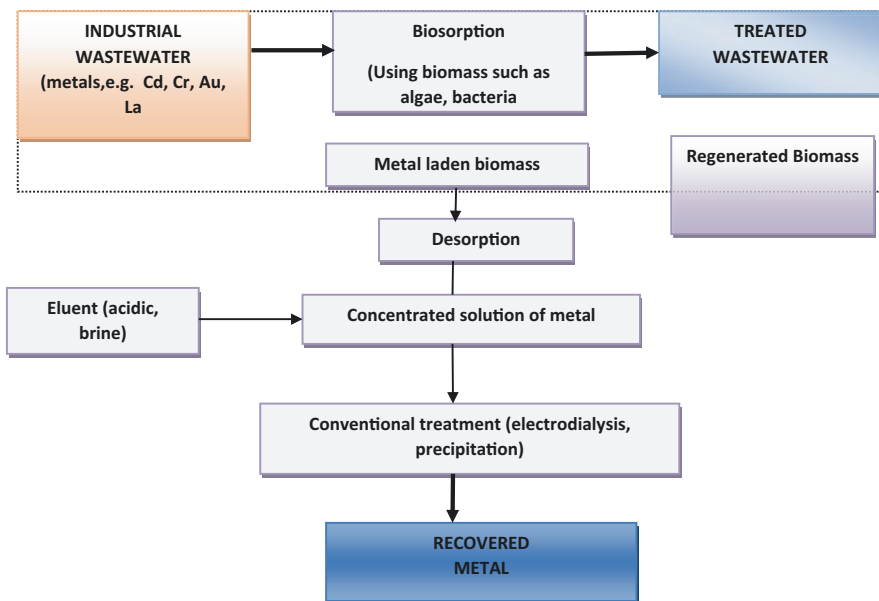 INDUSTRIAL
WASTEWATER
(metals,e.g. Cd, Cr, Au,
La
Biosorption
(Using biomass such as
algae, bacteria
TREATED
WASTEWATER
Metal laden biomass
Regenerated Biomass
Desorption
Eluent (acidic,
brine)
Concentrated solution of metal
Conventional treatment (electrodialysis,
precipitation)
RECOVERED
METAL